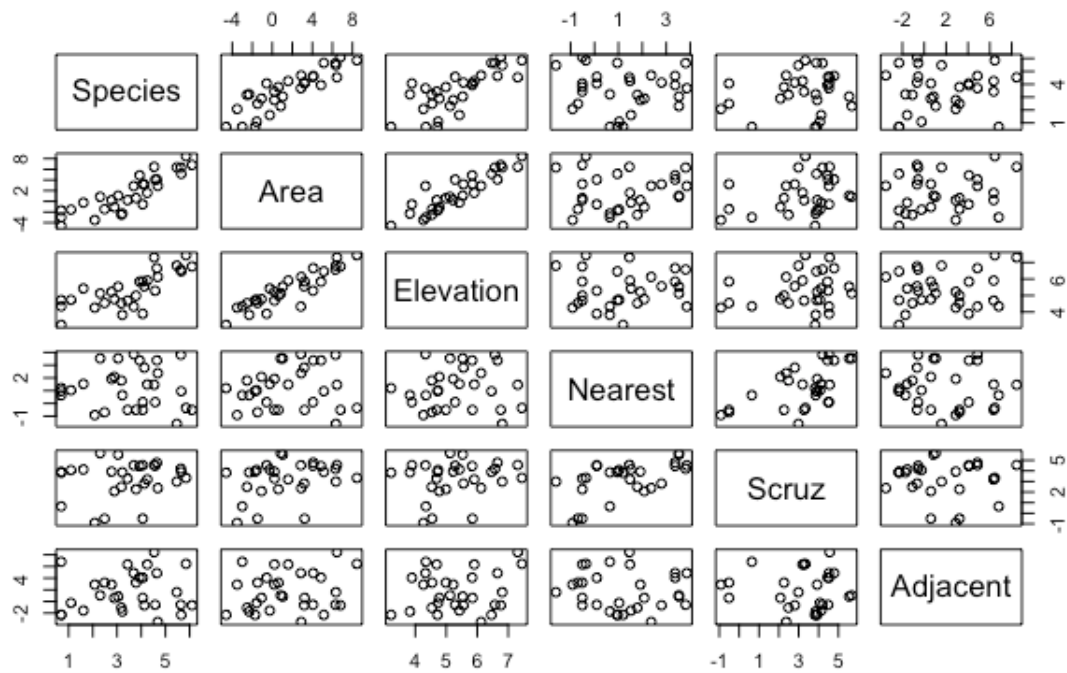 -4 0 4 8 -1 1 3 -2 2 6
Species 1 4
-4 2 8 Area
Elevation 4 6
-1 2 Nearest
Scruz -1 2 5
-2 4 Adjacent
1 3 5 4 5 6 7 -1 1 3 5